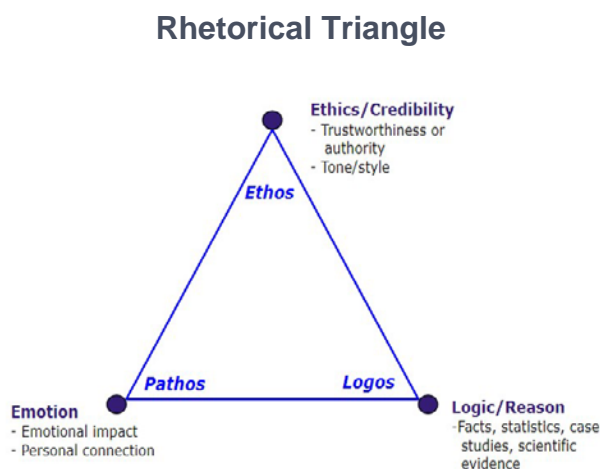 Rhetorical Triangle
Ethics/Credibility
- Trustworthiness or
authority
- Tone/style
Ethos
Pathos
Logos
Emotion
- Emotional impact
- Personal connection
Logic/Reason
-Facts, statistics, case
studies, scientific
evidence